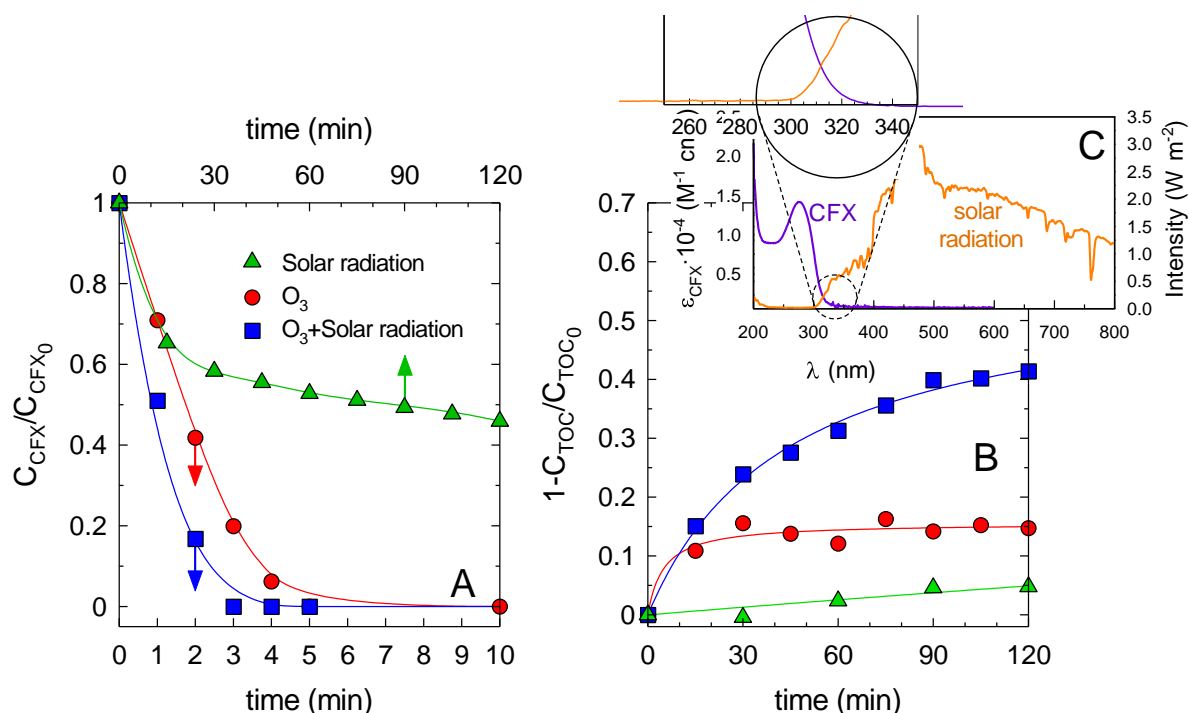 time (min)
0 30 60 90 120
1
0.8
0.6
0.4
0.2
0
C_CFX/C_CFX_0
Solar radiation
O₃
O₃+Solar radiation
A
0 1 2 3 4 5 6 7 8 9 10
time (min)
260 280 300 320 340
C
ε_CFX·10⁻⁴ (M⁻¹
2.0
1.5
1.0
0.5
CFX
solar
radiation
3.5
3.0
2.5
2.0
1.5
1.0
0.5
0.0
Intensity (W m⁻²)
200 300 400 500 600 700 800
λ (nm)
0.7
0.6
0.5
0.4
0.3
0.2
0.1
0
1-C_TOC/C_TOC_0
B
0 30 60 90 120
time (min)